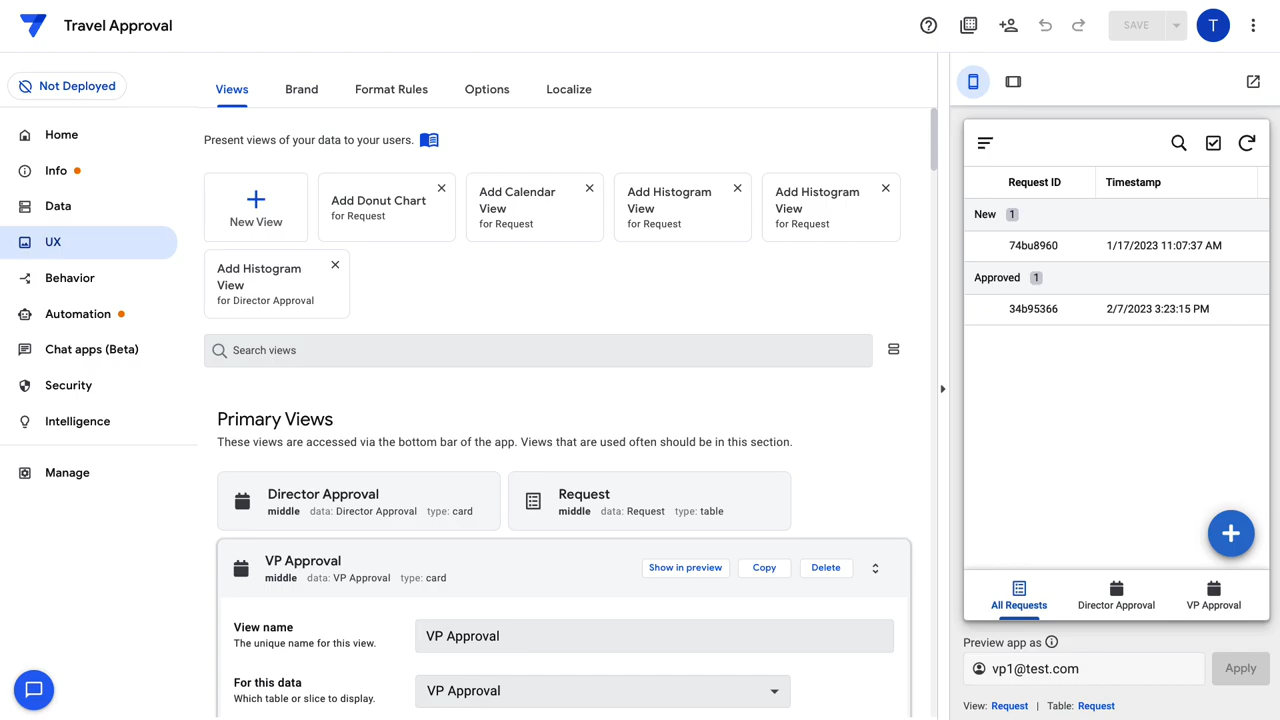 Travel Approval
SAVE
T
Not Deployed
Home
Info
Data
UX
Behavior
Automation
Chat apps (Beta)
Security
Intelligence
Manage
Views
Brand
Format Rules
Options
Localize
Present views of your data to your users.
New View
Add Donut Chart
for Request
Add Calendar
View
for Request
Add Histogram
View
for Request
Add Histogram
View
for Request
Add Histogram
View
for Director Approval
Search views
Primary Views
These views are accessed via the bottom bar of the app. Views that are used often should be in this section.
Director Approval
middle data: Director Approval type: card
Request
middle data: Request type: table
VP Approval
middle data: VP Approval type: card
Show in preview
Copy
Delete
View name
The unique name for this view.
VP Approval
For this data
Which table or slice to display.
VP Approval
Request ID Timestamp
New 1
74bu8960 1/17/2023 11:07:37 AM
Approved 1
34b95366 2/7/2023 3:23:15 PM
All Requests
Director Approval
VP Approval
Preview app as
vp1@test.com
Apply
View: Request | Table: Request